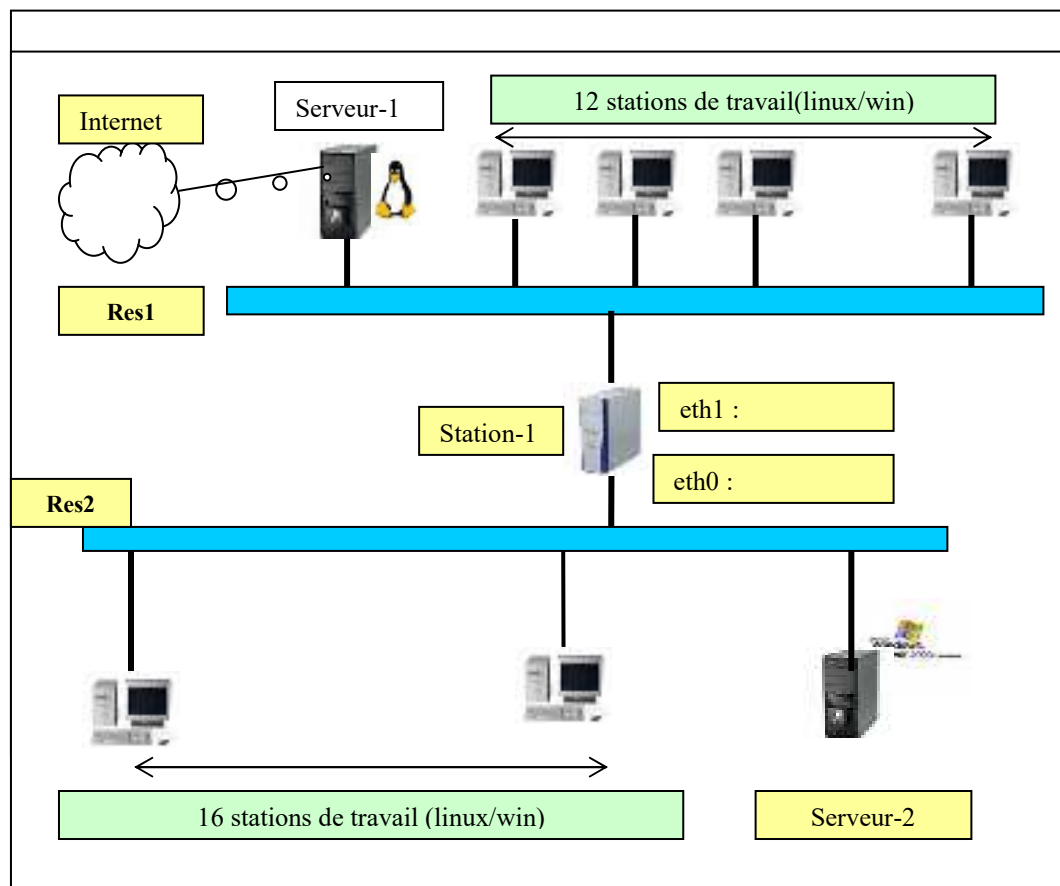 Internet
Serveur-1
12 stations de travail(linux/win)
Res1
Station-1
eth1 :
eth0 :
Res2
16 stations de travail (linux/win)
Serveur-2